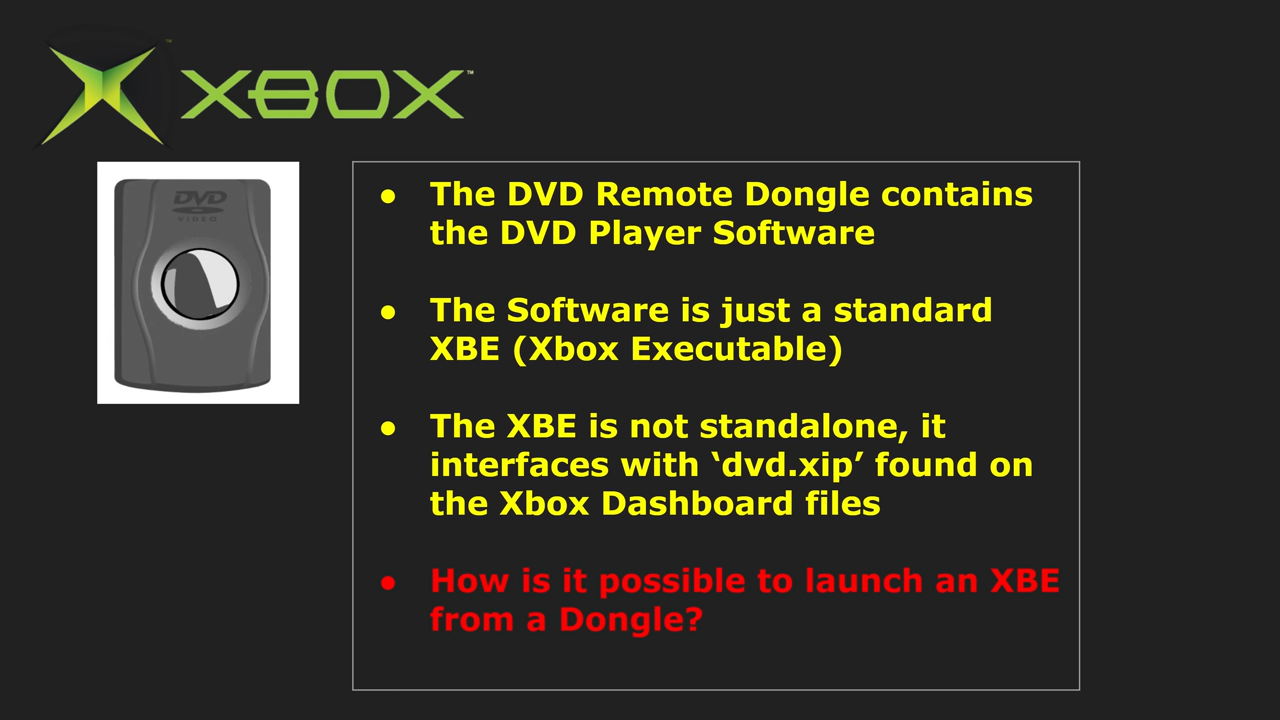 XBOX™
DVD
VIDEO
● The DVD Remote Dongle contains
the DVD Player Software
● The Software is just a standard
XBE (Xbox Executable)
● The XBE is not standalone, it
interfaces with ‘dvd.xip’ found on
the Xbox Dashboard files
● How is it possible to launch an XBE
from a Dongle?